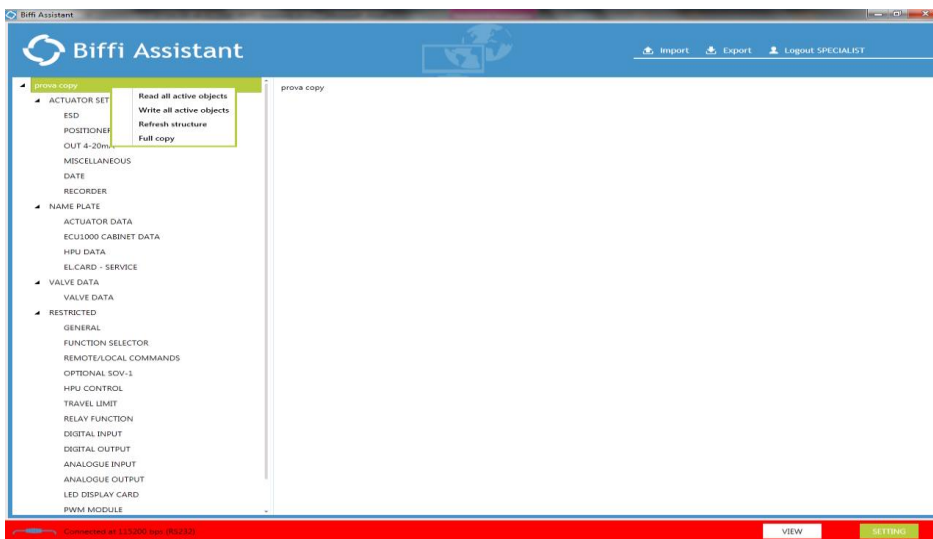 Biffi Assistant
Biffi Assistant
Import Export Logout SPECIALIST
prova copy
prova copy
Read all active objects
Write all active objects
Refresh structure
Full copy
ACTUATOR SET
ESD
POSITIONER
OUT 4-20mA
MISCELLANEOUS
DATE
RECORDER
NAME PLATE
ACTUATOR DATA
ECU1000 CABINET DATA
HPU DATA
EL.CARD - SERVICE
VALVE DATA
VALVE DATA
RESTRICTED
GENERAL
FUNCTION SELECTOR
REMOTE/LOCAL COMMANDS
OPTIONAL SOV-1
HPU CONTROL
TRAVEL LIMIT
RELAY FUNCTION
DIGITAL INPUT
DIGITAL OUTPUT
ANALOGUE INPUT
ANALOGUE OUTPUT
LED DISPLAY CARD
PWM MODULE
Connected at 115200 (RS232)
VIEW
SETTING